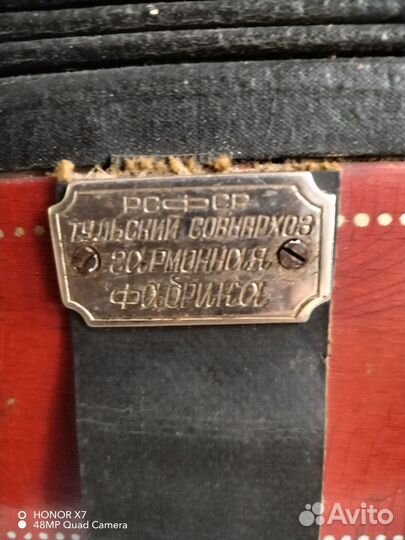 РСФСР
ТУЛЬСКИЙ СОВНАРХОЗ
гармонная
фабрика
HONOR X7
48MP Quad Camera
Avito